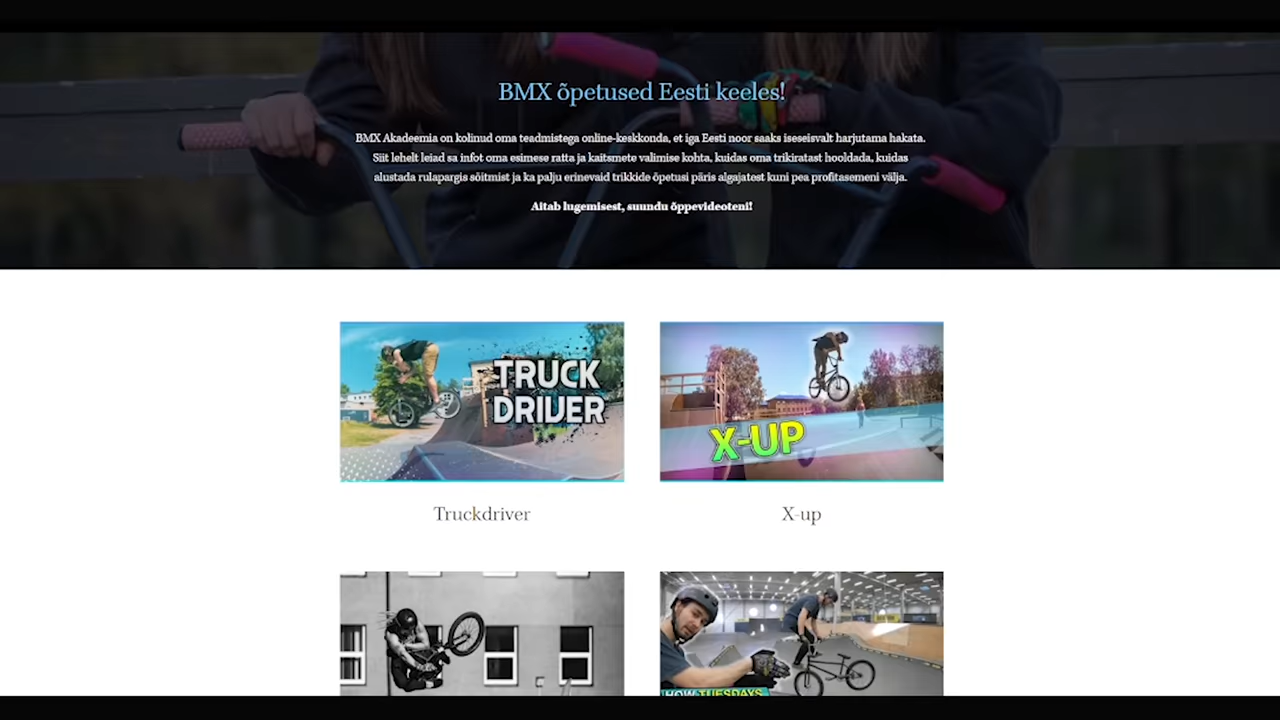 BMX õpetused Eesti keeles!
BMX Akadeemia on kolinud oma teadmistega online-keskkonda, et iga Eesti noor saaks iseseisvalt harjutama hakata.
Siit lehelt leiad sa infot oma esimese ratta ja kaitsmete valimise kohta, kuidas oma trikiratast hooldada, kuidas
alustada rulapargis sõitmist ja ka palju erinevaid trikkide õpetusi päris algajatest kuni pea profitasemeni välja.
Aitab lugemisest, suundu õppevideoteni!
TRUCK
DRIVER
X-UP
Truckdriver
X-up
HOW TUESDAYS